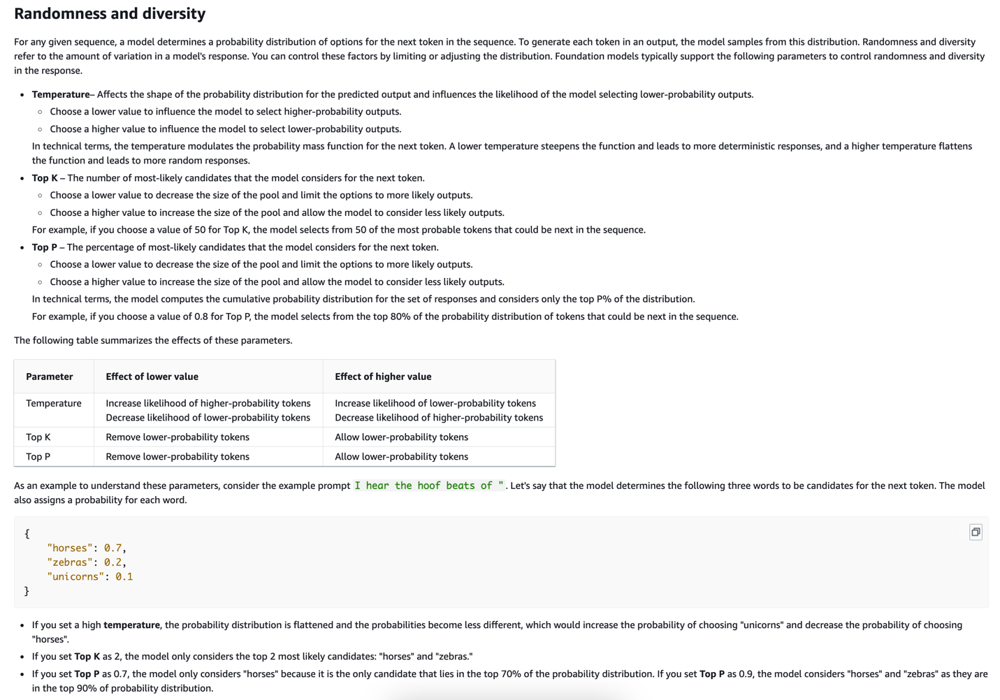 Randomness and diversity
For any given sequence, a model determines a probability distribution of options for the next token in the sequence. To generate each token in an output, the model samples from this distribution. Randomness and diversity
refer to the amount of variation in a model's response. You can control these factors by limiting or adjusting the distribution. Foundation models typically support the following parameters to control randomness and diversity
in the response.
• Temperature– Affects the shape of the probability distribution for the predicted output and influences the likelihood of the model selecting lower-probability outputs.
◦ Choose a lower value to influence the model to select higher-probability outputs.
◦ Choose a higher value to influence the model to select lower-probability outputs.
In technical terms, the temperature modulates the probability mass function for the next token. A lower temperature steepens the function and leads to more deterministic responses, and a higher temperature flattens
the function and leads to more random responses.
• Top K – The number of most-likely candidates that the model considers for the next token.
◦ Choose a lower value to decrease the size of the pool and limit the options to more likely outputs.
◦ Choose a higher value to increase the size of the pool and allow the model to consider less likely outputs.
For example, if you choose a value of 50 for Top K, the model selects from 50 of the most probable tokens that could be next in the sequence.
• Top P – The percentage of most-likely candidates that the model considers for the next token.
◦ Choose a lower value to decrease the size of the pool and limit the options to more likely outputs.
◦ Choose a higher value to increase the size of the pool and allow the model to consider less likely outputs.
In technical terms, the model computes the cumulative probability distribution for the set of responses and considers only the top P% of the distribution.
For example, if you choose a value of 0.8 for Top P, the model selects from the top 80% of the probability distribution of tokens that could be next in the sequence.
The following table summarizes the effects of these parameters.
Parameter Effect of lower value Effect of higher value
Temperature Increase likelihood of higher-probability tokens Increase likelihood of lower-probability tokens
Decrease likelihood of lower-probability tokens Decrease likelihood of higher-probability tokens
Top K Remove lower-probability tokens Allow lower-probability tokens
Top P Remove lower-probability tokens Allow lower-probability tokens
As an example to understand these parameters, consider the example prompt I hear the hoof beats of ". Let's say that the model determines the following three words to be candidates for the next token. The model
also assigns a probability for each word.
{
"horses": 0.7,
"zebras": 0.2,
"unicorns": 0.1
}
• If you set a high temperature, the probability distribution is flattened and the probabilities become less different, which would increase the probability of choosing "unicorns" and decrease the probability of choosing
"horses".
• If you set Top K as 2, the model only considers the top 2 most likely candidates: "horses" and "zebras."
• If you set Top P as 0.7, the model only considers "horses" because it is the only candidate that lies in the top 70% of the probability distribution. If you set Top P as 0.9, the model considers "horses" and "zebras" as they are
in the top 90% of probability distribution.